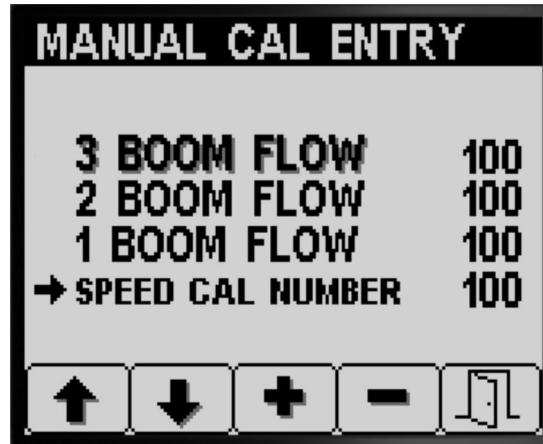 MANUAL CAL ENTRY
3 BOOM FLOW 100
2 BOOM FLOW 100
1 BOOM FLOW 100
SPEED CAL NUMBER 100